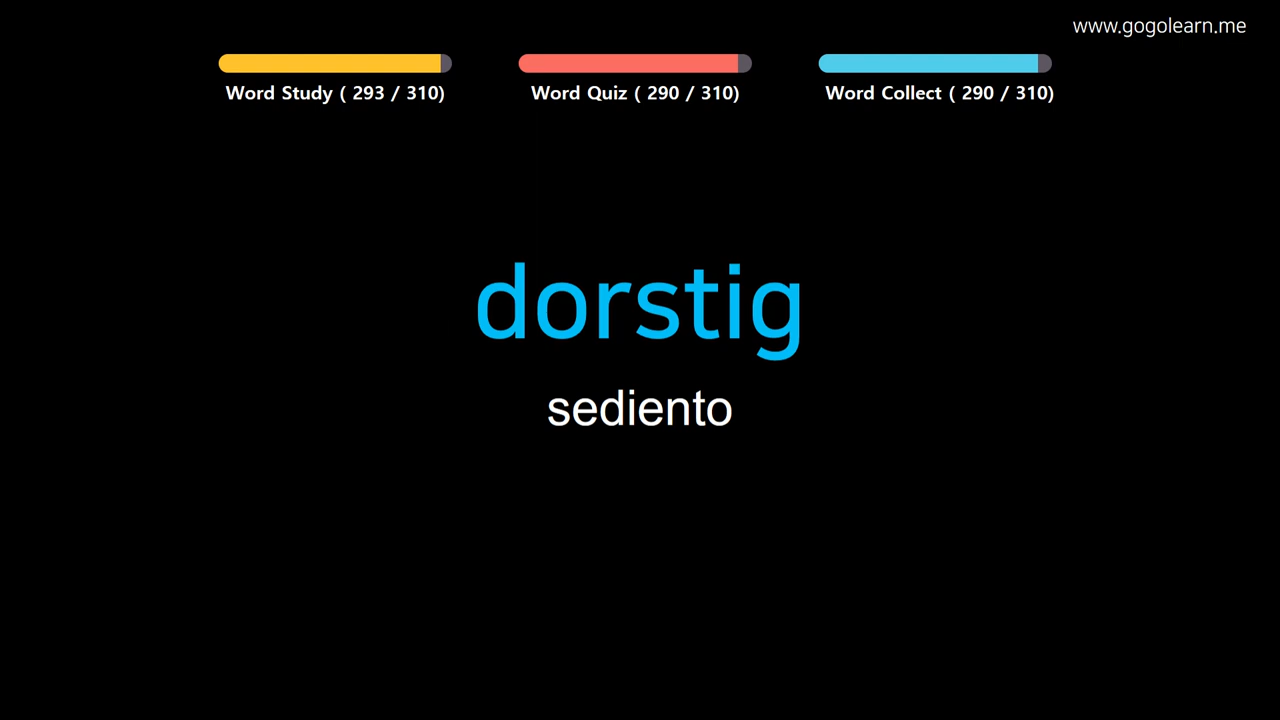 www.gogolearn.me
Word Study ( 293 / 310)
Word Quiz ( 290 / 310)
Word Collect ( 290 / 310)
dorstig
sediento